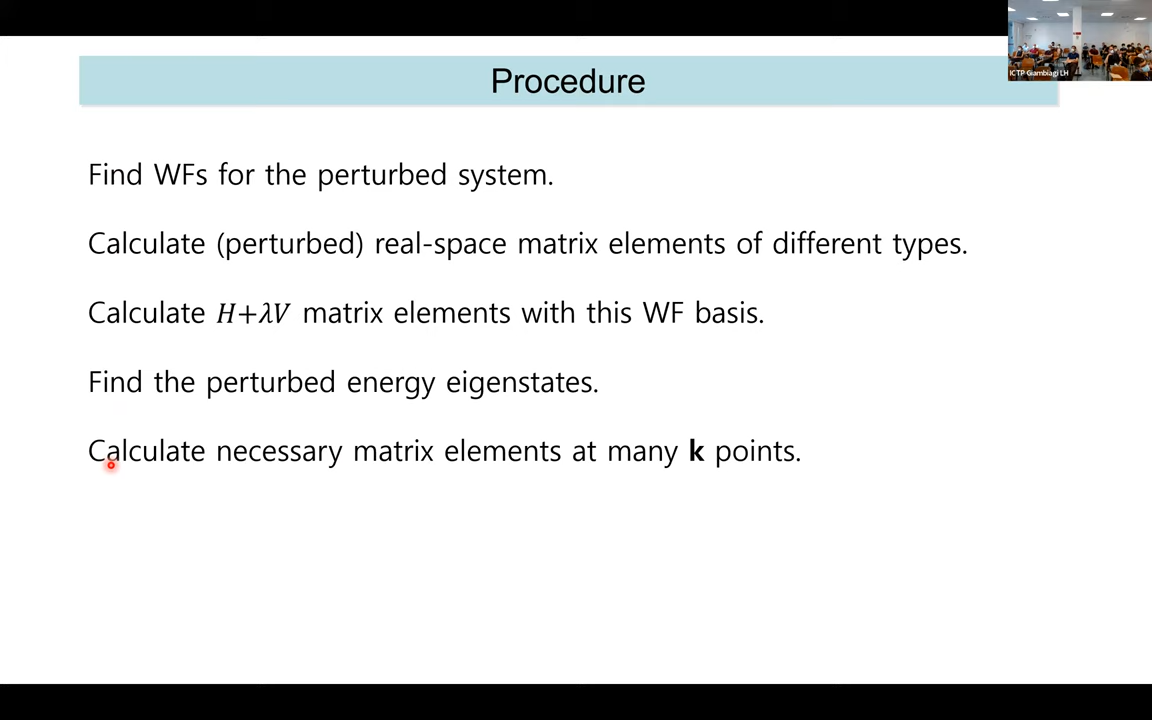 Procedure
ICTP Giambiagi LH
Find WFs for the perturbed system.
Calculate (perturbed) real-space matrix elements of different types.
Calculate H+λV matrix elements with this WF basis.
Find the perturbed energy eigenstates.
Calculate necessary matrix elements at many k points.